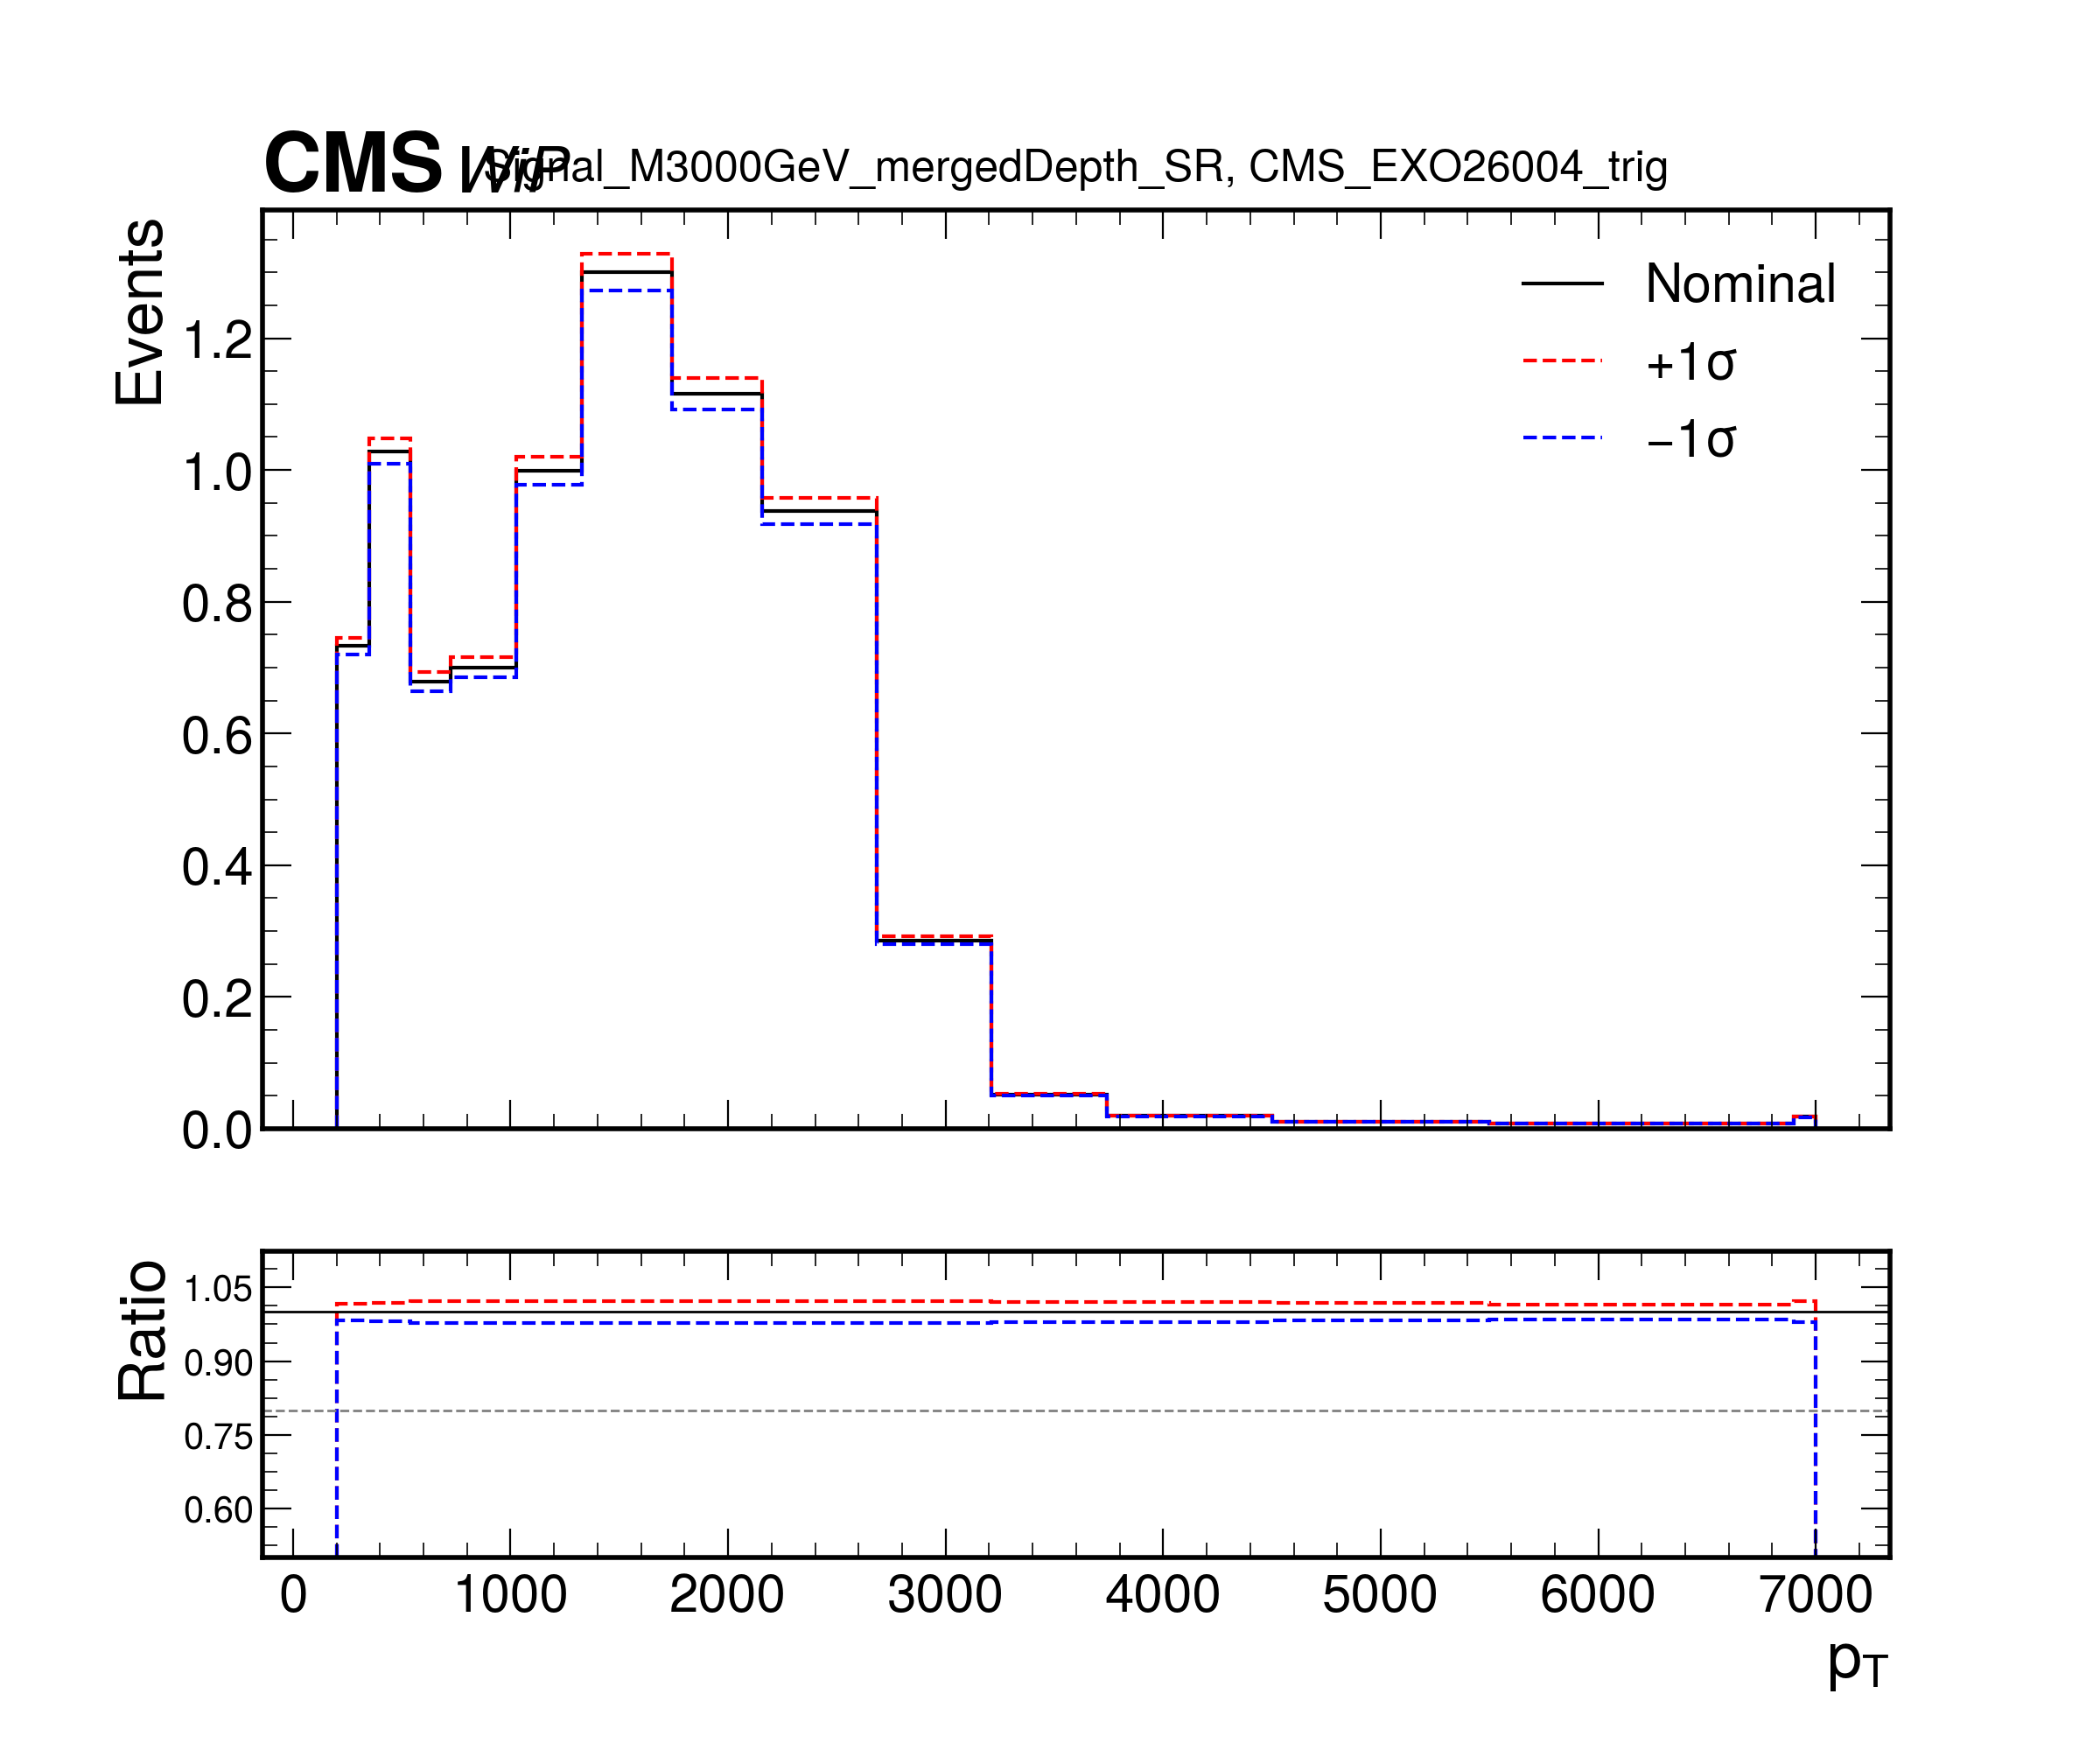 CMS WiP Signal_M3000GeV_mergedDepth_SR, CMS_EXO26004_trig
Events
1.2
1.0
0.8
0.6
0.4
0.2
0.0
Nominal
+1σ
−1σ
Ratio
1.05
0.90
0.75
0.60
0 1000 2000 3000 4000 5000 6000 7000
pT